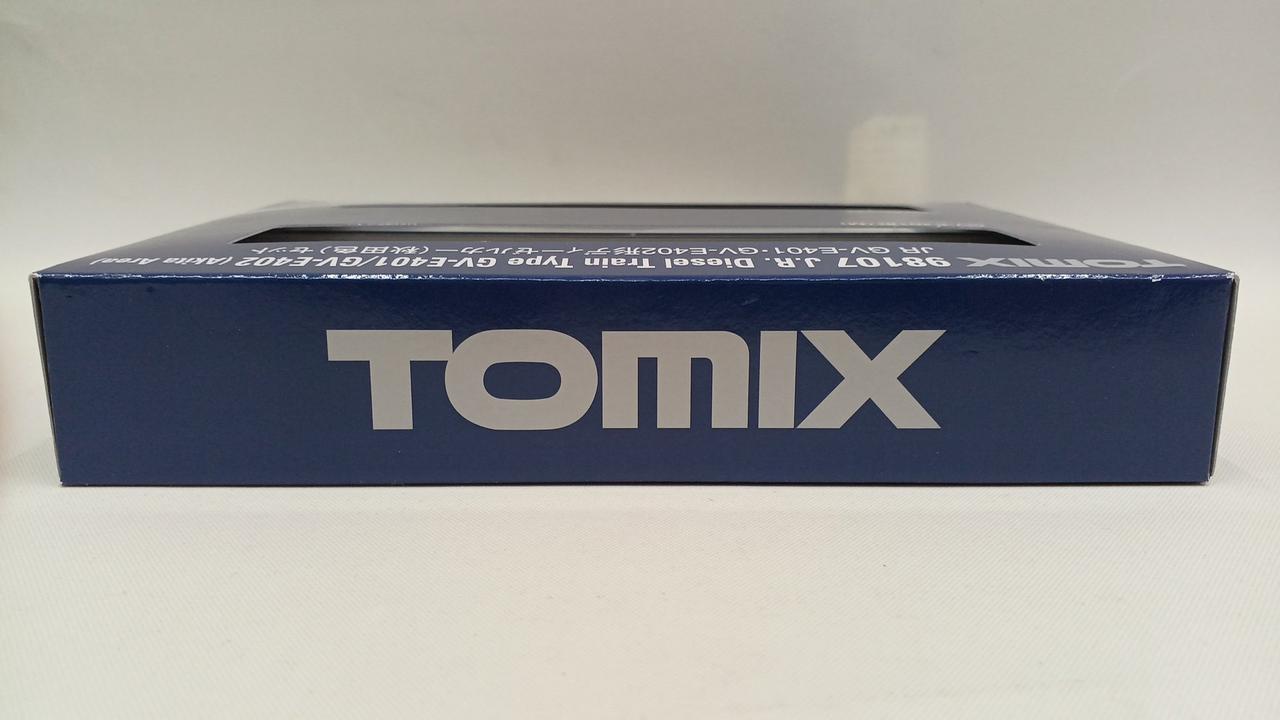 TOMIX
TOMIX
98107 J.R. Diesel Train Type GV-E401/GV-E402 (Akita Area)
JR GV-E401・GV-E402形ディーゼルカー(秋田色)セット